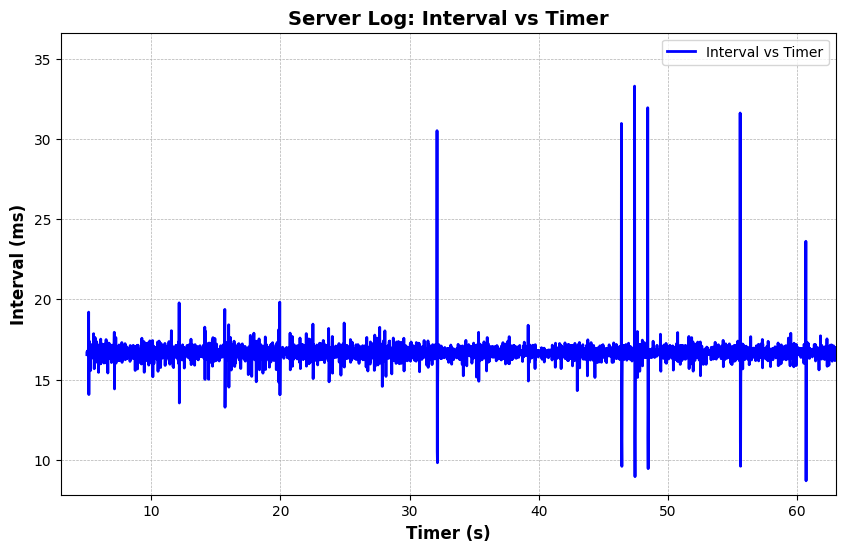 Server Log: Interval vs Timer
Interval vs Timer
35
30
25
20
15
10
Interval (ms)
10 20 30 40 50 60
Timer (s)